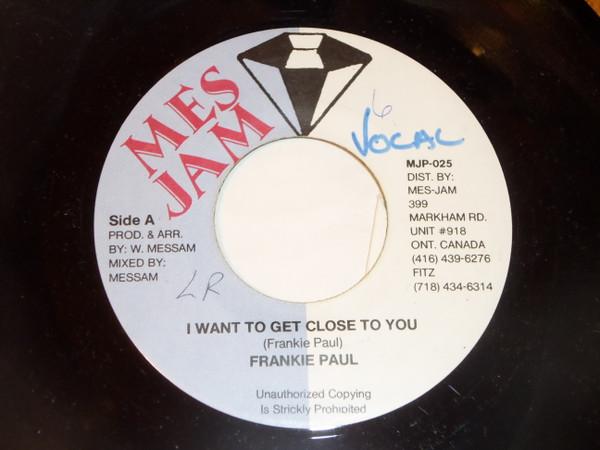 MES
JAM
6
VOCAL
Side A
PROD. & ARR.
BY: W. MESSAM
MIXED BY:
MESSAM
LR
MJP-025
DIST. BY:
MES-JAM
399
MARKHAM RD.
UNIT #918
ONT. CANADA
(416) 439-6276
FITZ
(718) 434-6314
I WANT TO GET CLOSE TO YOU
(Frankie Paul)
FRANKIE PAUL
Unauthorized Copying
Is Strictly Prohibited